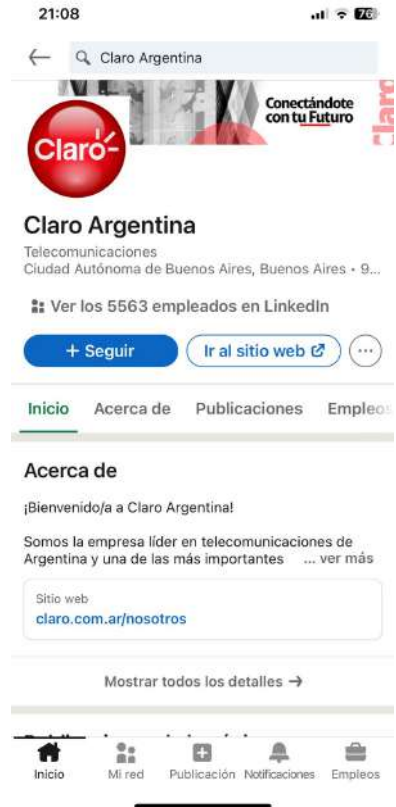 21:08
76
Claro Argentina
Conectándote
con tu Futuro
claro
Claro
Claro Argentina
Telecomunicaciones
Ciudad Autónoma de Buenos Aires, Buenos Aires • 9...
Ver los 5563 empleados en LinkedIn
+ Seguir
Ir al sitio web
Inicio Acerca de Publicaciones Empleos
Acerca de
¡Bienvenido/a a Claro Argentina!
Somos la empresa líder en telecomunicaciones de
Argentina y una de las más importantes ... ver más
Sitio web
claro.com.ar/nosotros
Mostrar todos los detalles →
Inicio Mi red Publicación Notificaciones Empleos